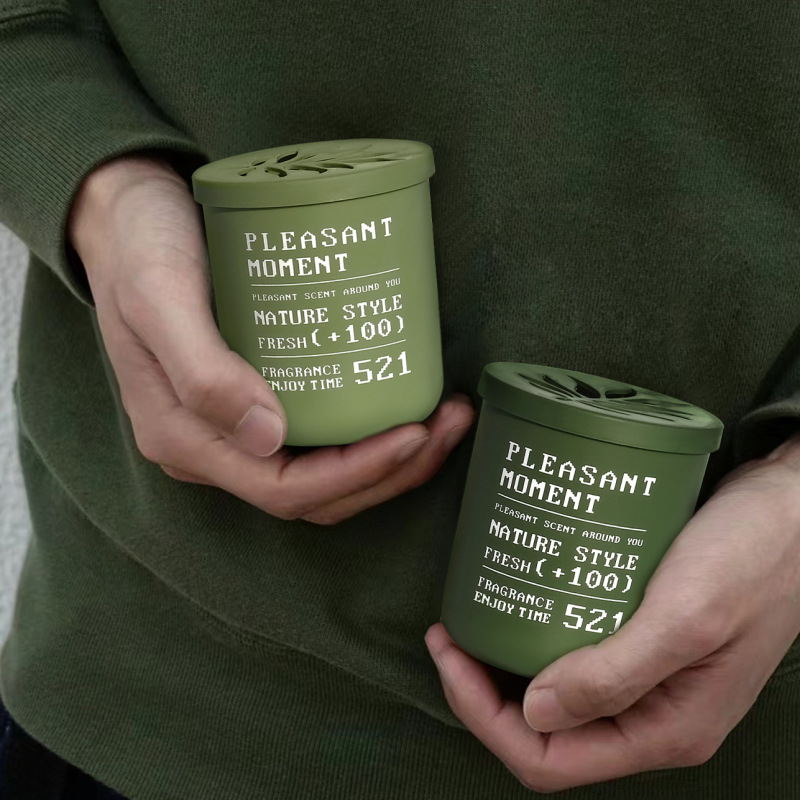 PLEASANT
MOMENT
PLEASANT SCENT AROUND YOU
NATURE STYLE
FRESH(+100)
FRAGRANCE
ENJOY TIME 521
PLEASANT
MOMENT
PLEASANT SCENT AROUND YOU
NATURE STYLE
FRESH(+100)
FRAGRANCE
ENJOY TIME 521